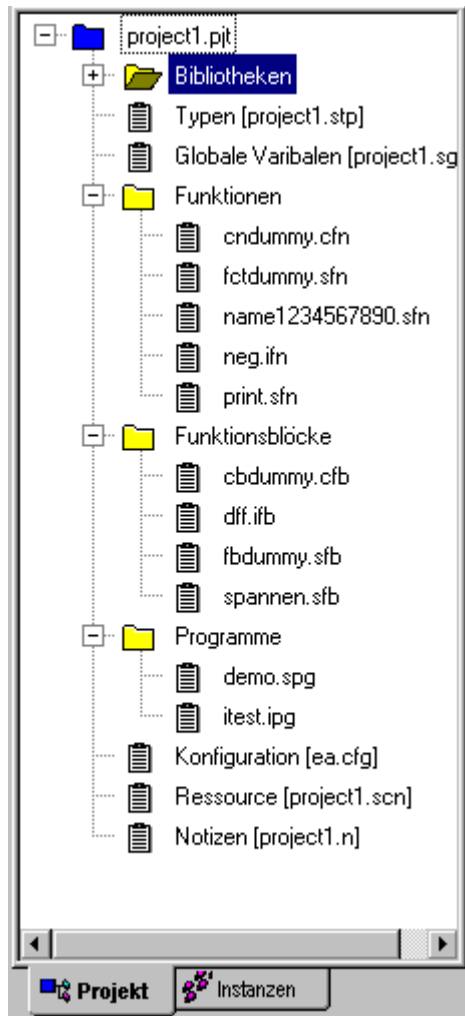 project1.pjt
Bibliotheken
Typen [project1.stp]
Globale Varibalen [project1.sg
Funktionen
cndummy.cfn
fctdummy.sfn
name1234567890.sfn
neg.ifn
print.sfn
Funktionsblöcke
cbdummy.cfb
dff.ifb
fbdummy.sfb
spannen.sfb
Programme
demo.spg
itest.ipg
Konfiguration [ea.cfg]
Ressource [project1.scn]
Notizen [project1.n]
Projekt Instanzen